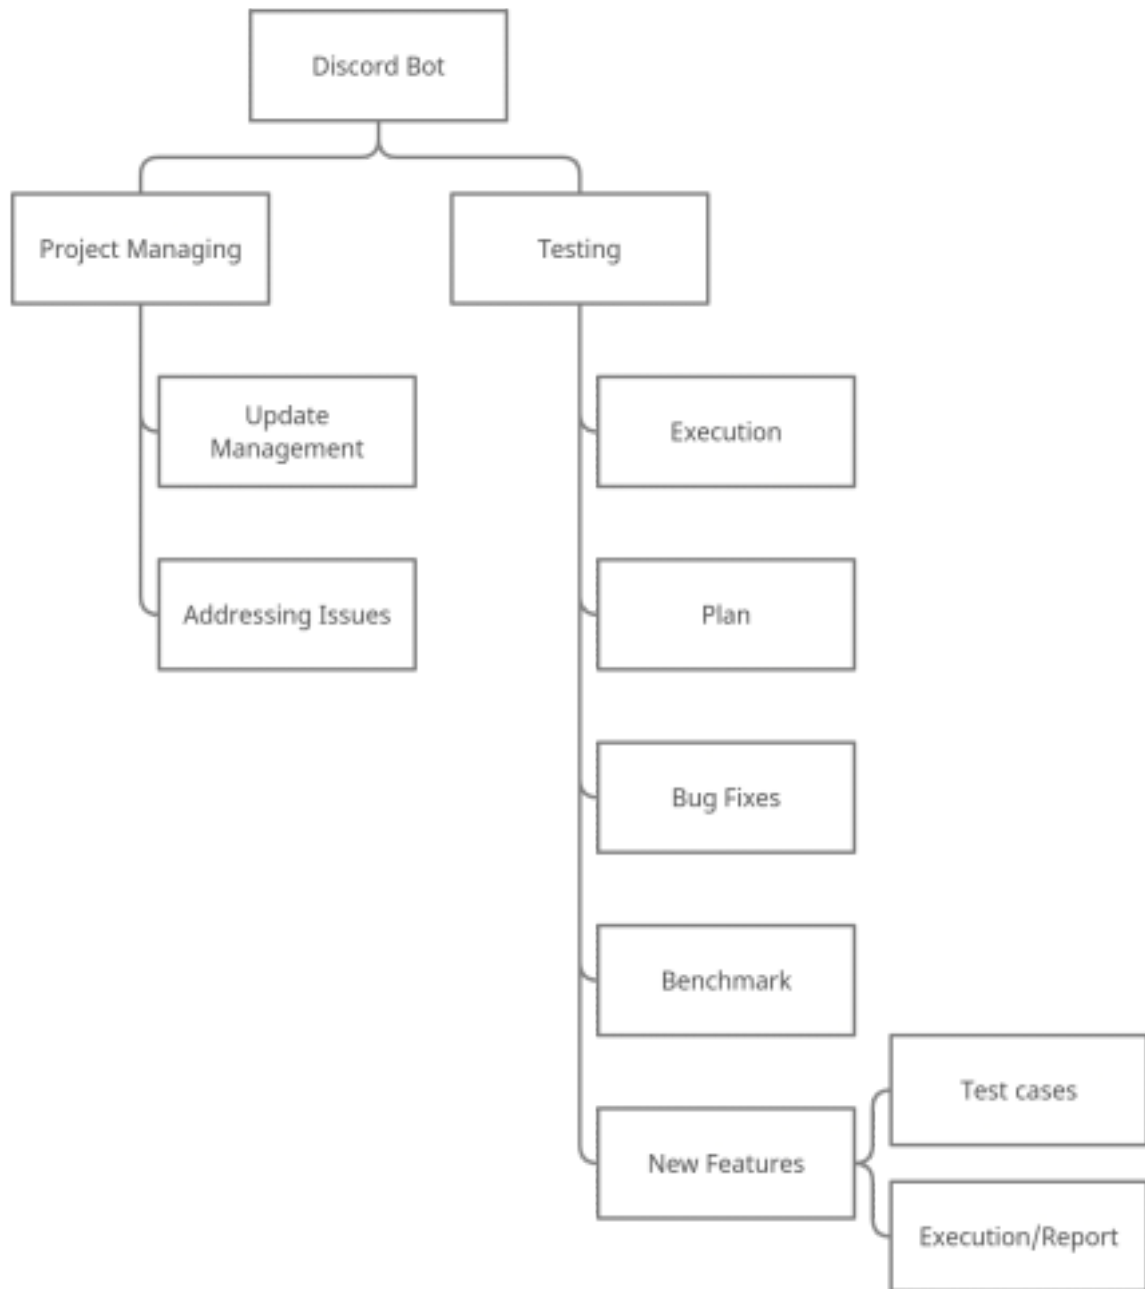 Discord Bot
Project Managing
Testing
Update
Management
Execution
Addressing Issues
Plan
Bug Fixes
Benchmark
Test cases
New Features
Execution/Report